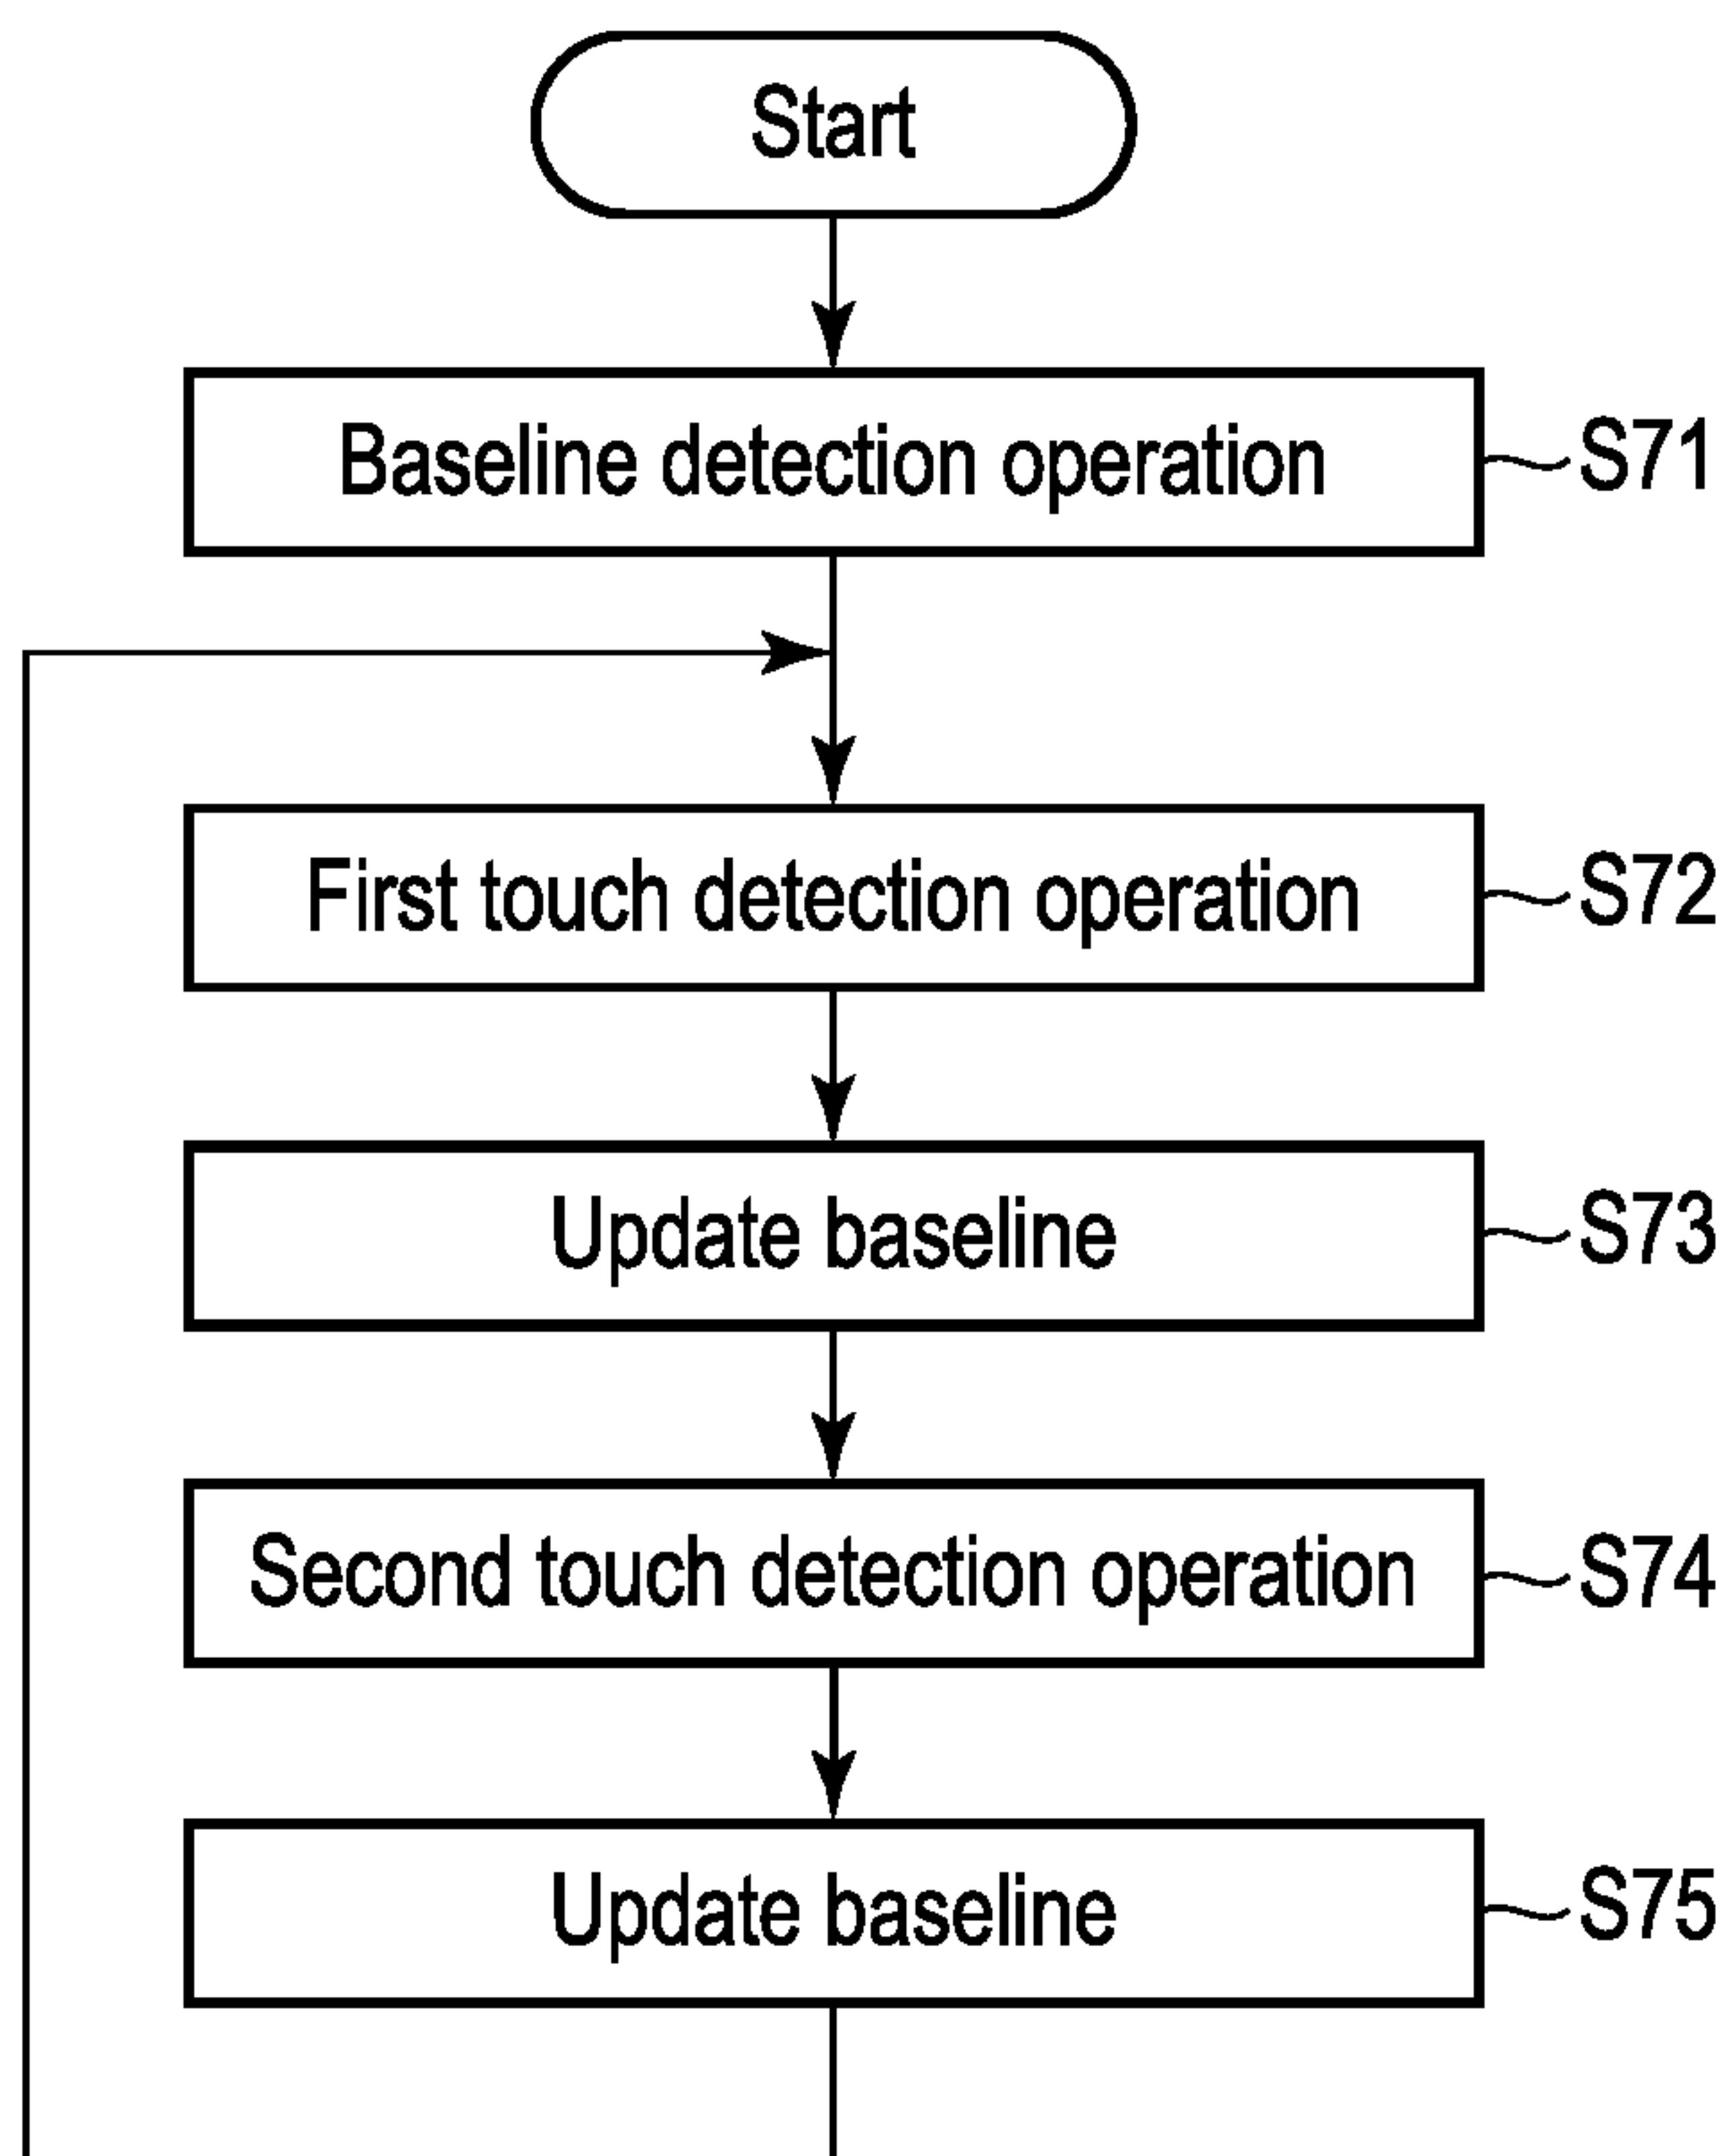 Start
Baseline detection operation
S71
First touch detection operation
S72
Update baseline
S73
Second touch detection operation
S74
Update baseline
S75